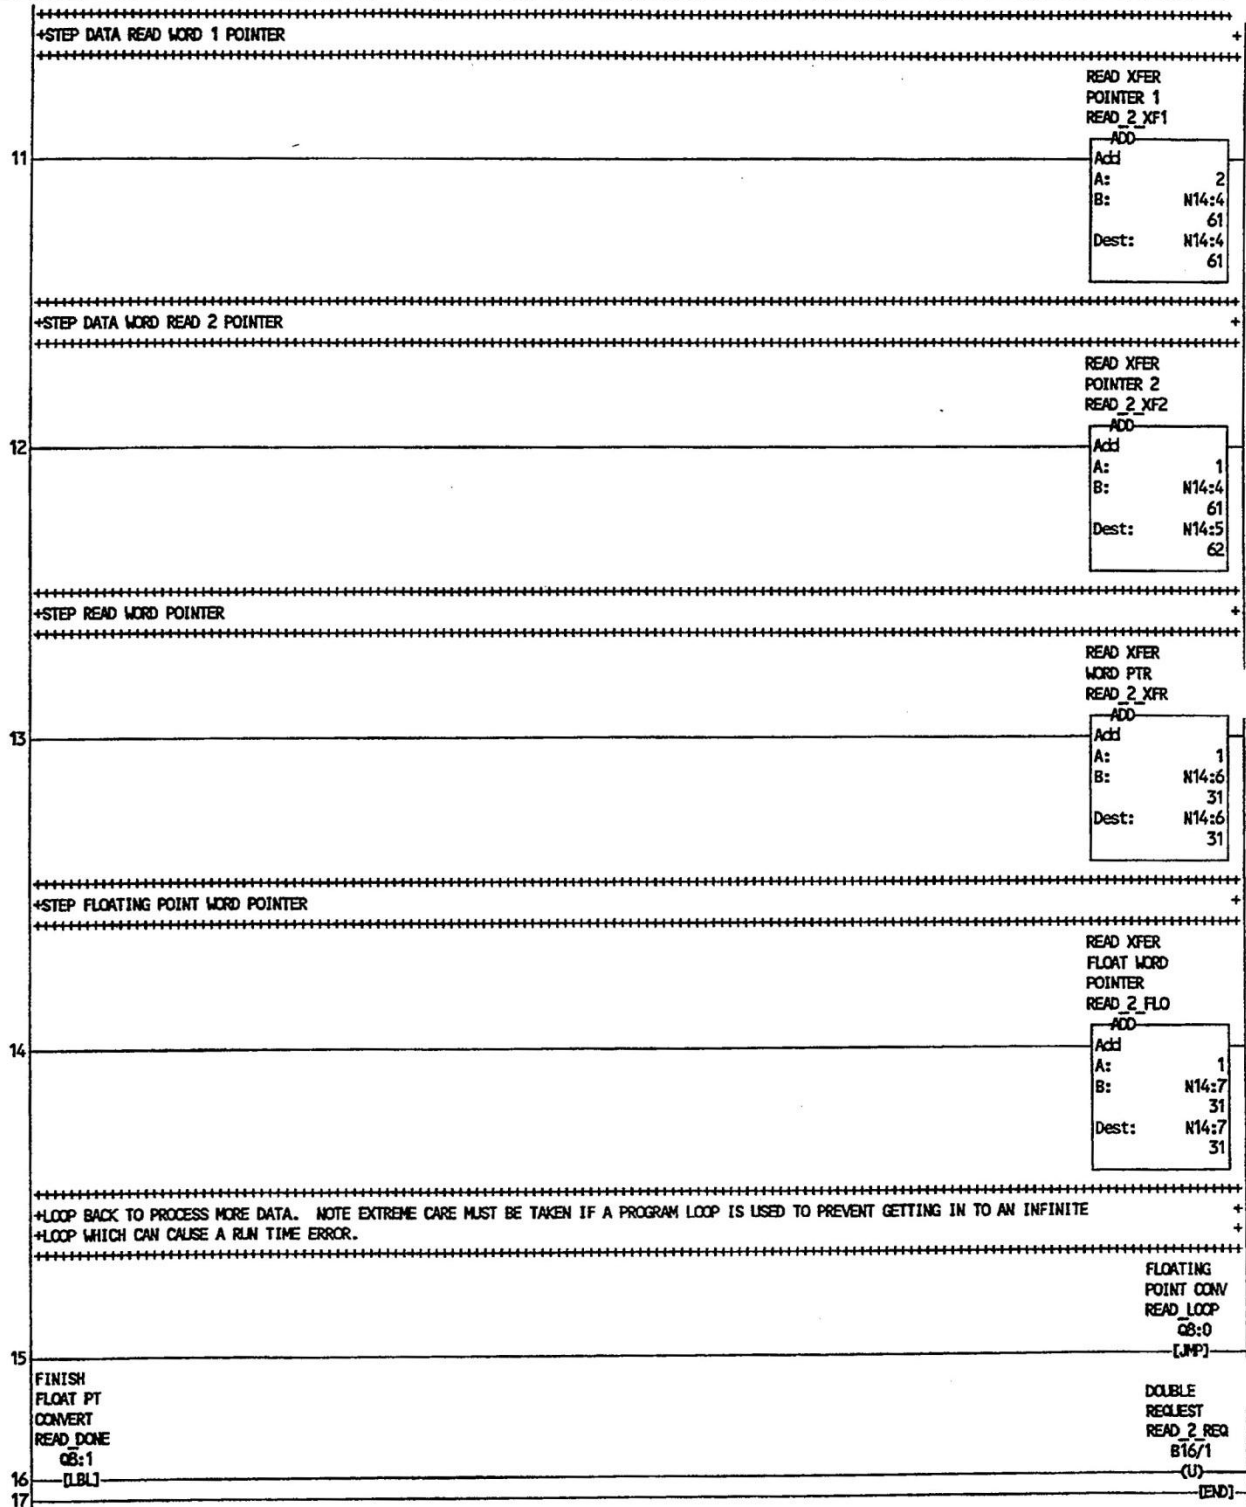 +STEP DATA READ WORD 1 POINTER +
READ XFER
POINTER 1
READ_2_XF1
ADD
11
Add
A: 2
B: N14:4
61
Dest: N14:4
61
+STEP DATA WORD READ 2 POINTER +
READ XFER
POINTER 2
READ_2_XF2
ADD
12
Add
A: 1
B: N14:4
61
Dest: N14:5
62
+STEP READ WORD POINTER +
READ XFER
WORD PTR
READ_2_XFR
ADD
13
Add
A: 1
B: N14:6
31
Dest: N14:6
31
+STEP FLOATING POINT WORD POINTER +
READ XFER
FLOAT WORD
POINTER
READ_2_FLO
ADD
14
Add
A: 1
B: N14:7
31
Dest: N14:7
31
+LOOP BACK TO PROCESS MORE DATA. NOTE EXTREME CARE MUST BE TAKEN IF A PROGRAM LOOP IS USED TO PREVENT GETTING IN TO AN INFINITE +
+LOOP WHICH CAN CAUSE A RUN TIME ERROR. +
FLOATING
POINT CONV
READ_LOOP
Q8:0
15 [JMP]
FINISH
FLOAT PT
CONVERT
READ_DONE
Q8:1
DOUBLE
REQUEST
READ_2_REQ
B16/1
16 [LBL] (U)
17 [END]